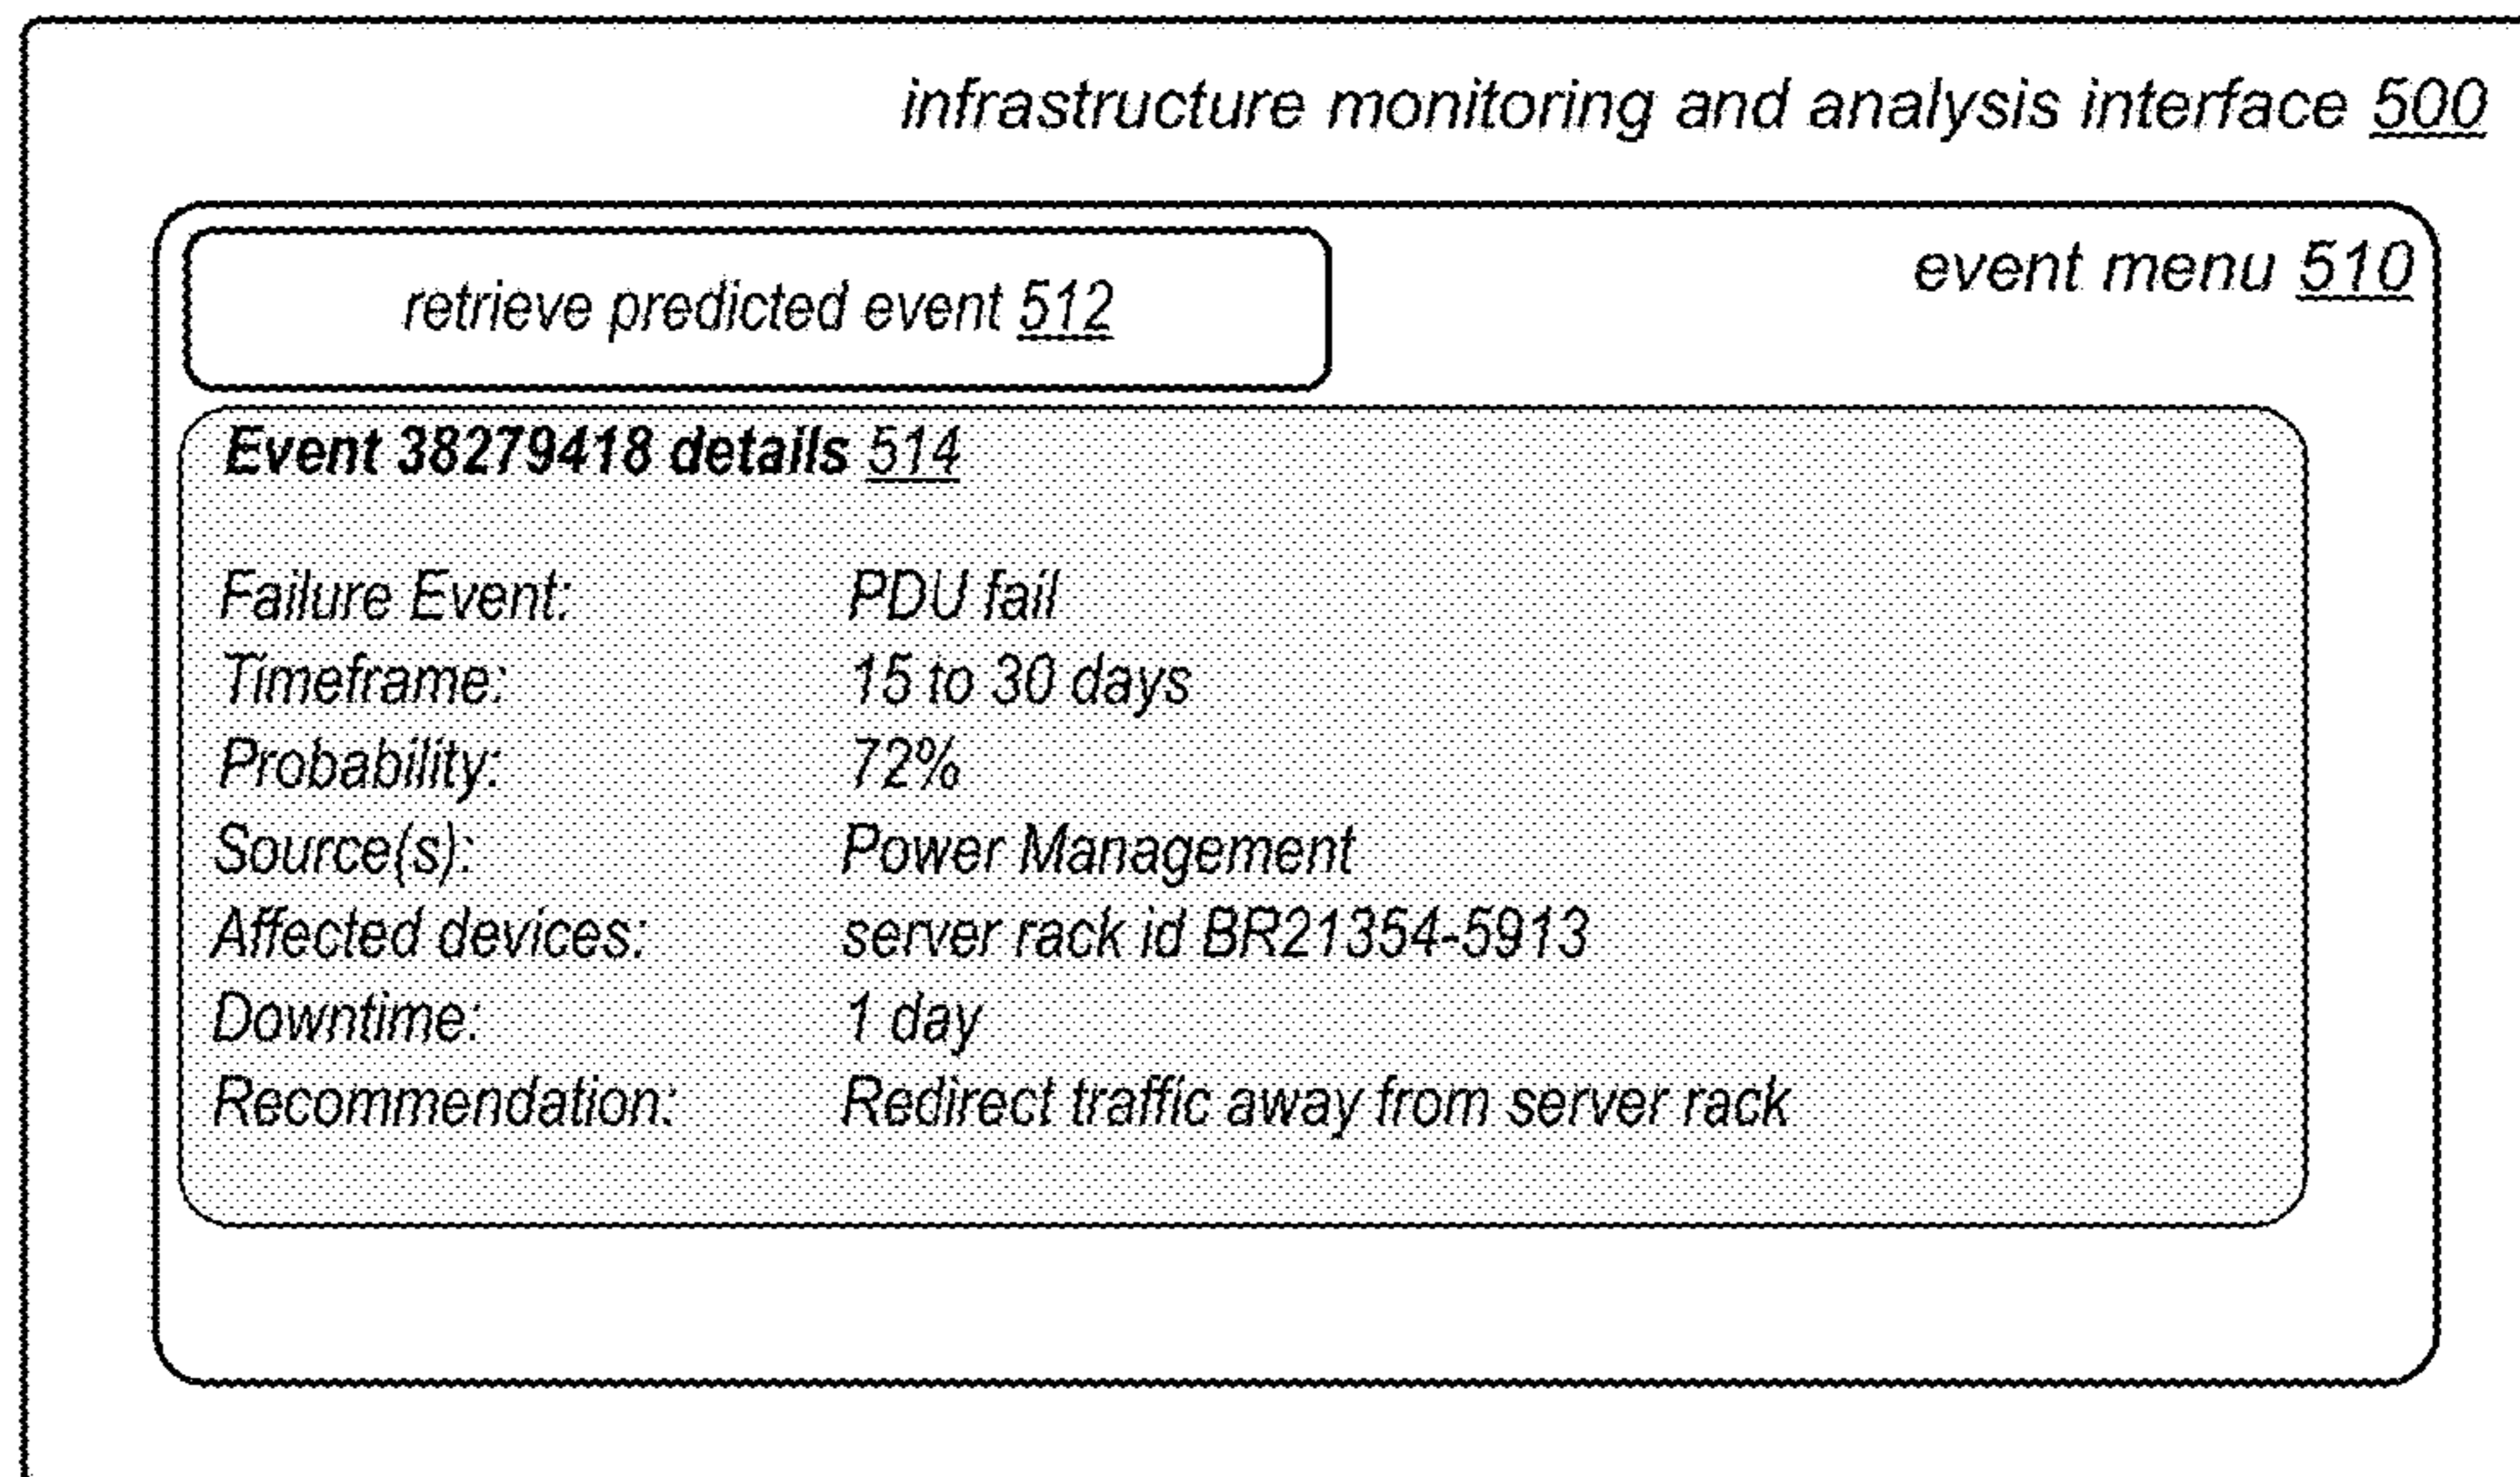 infrastructure monitoring and analysis interface 500
event menu 510
retrieve predicted event 512
Event 38279418 details 514
Failure Event: PDU fail
Timeframe: 15 to 30 days
Probability: 72%
Source(s): Power Management
Affected devices: server rack id BR21354-5913
Downtime: 1 day
Recommendation: Redirect traffic away from server rack